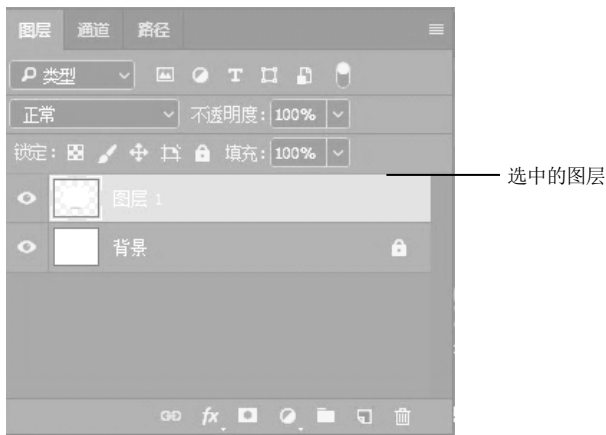 图层 通道 路径
类型
正常 不透明度: 100%
锁定: 填充: 100%
选中的图层
图层 1
背景
fx